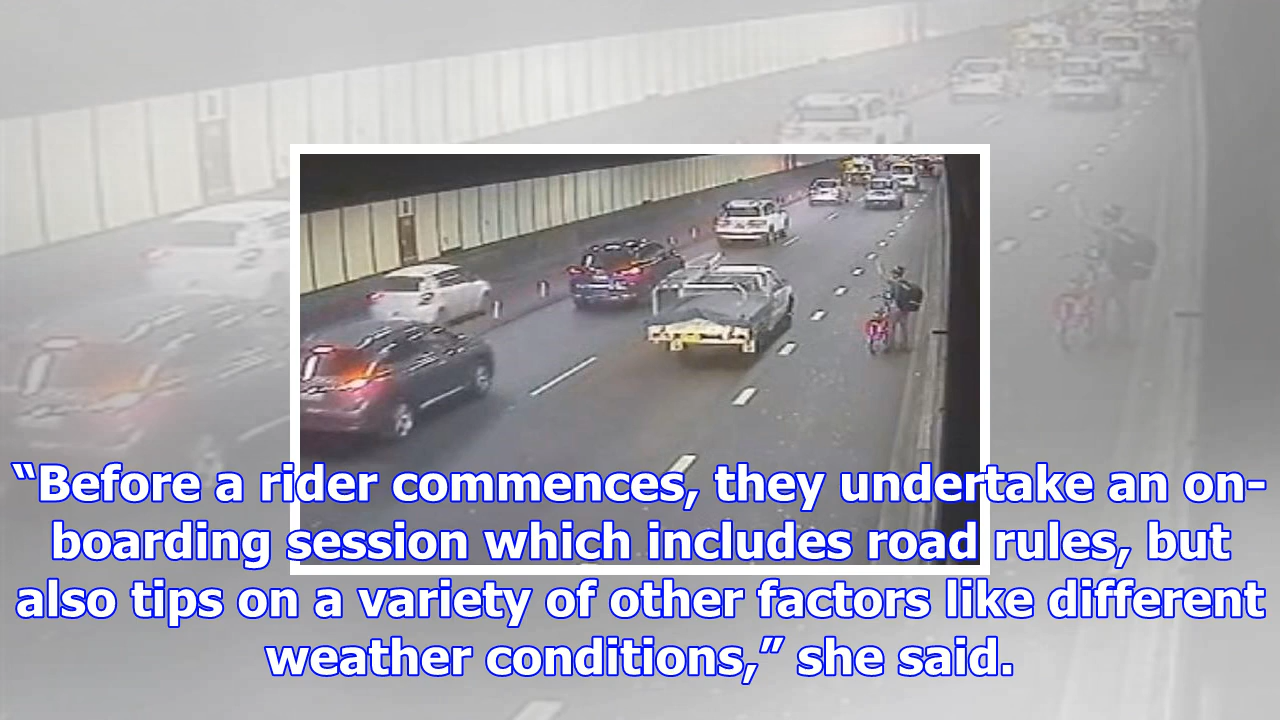 “Before a rider commences, they undertake an on-
boarding session which includes road rules, but
also tips on a variety of other factors like different
weather conditions,” she said.